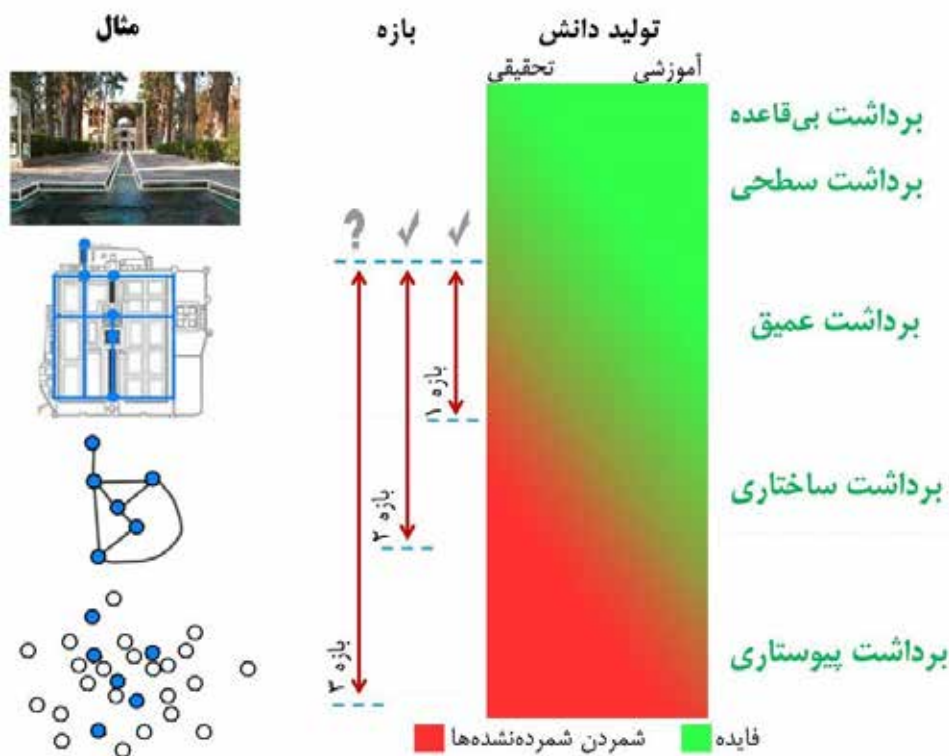 تولید دانش
بازه
مثال
آموزشی
تحقیقی
برداشت بی‌قاعده
برداشت سطحی
? ✓ ✓
برداشت عمیق
بازه ۱
برداشت ساختاری
بازه ۲
برداشت پیوستاری
بازه ۳
فایده
شمردن شمرده‌نشده‌ها